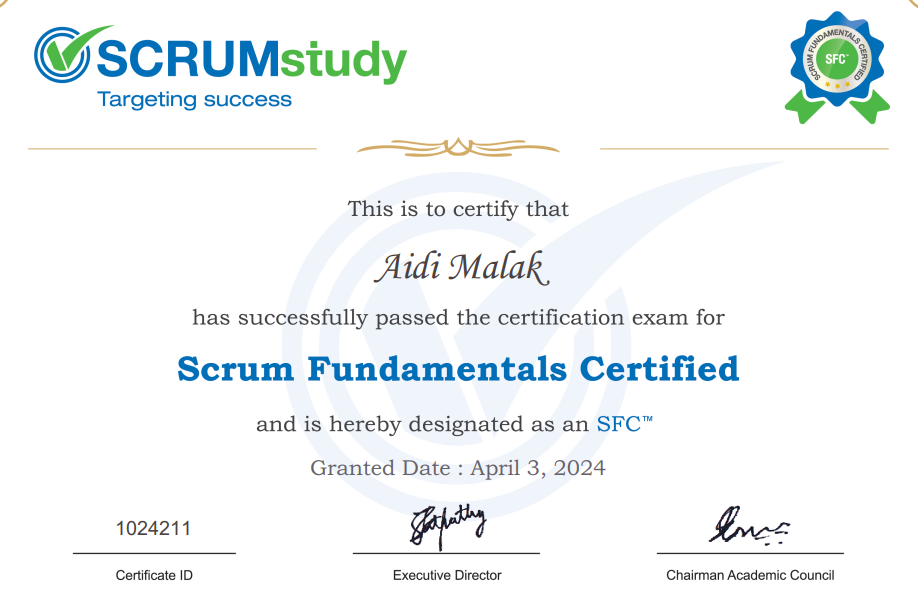 SCRUMstudy
Targeting success
SCRUM FUNDAMENTALS CERTIFIED
SFC™
This is to certify that
Aidi Malak
has successfully passed the certification exam for
Scrum Fundamentals Certified
and is hereby designated as an SFC™
Granted Date : April 3, 2024
1024211
Certificate ID
Executive Director
Chairman Academic Council